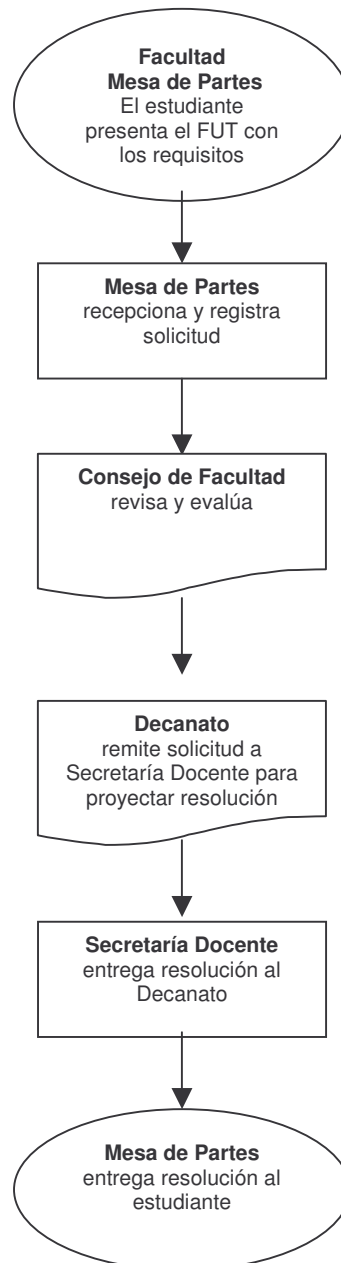 Facultad
Mesa de Partes
El estudiante
presenta el FUT con
los requisitos
Mesa de Partes
recepciona y registra
solicitud
Consejo de Facultad
revisa y evalúa
Decanato
remite solicitud a
Secretaría Docente para
proyectar resolución
Secretaría Docente
entrega resolución al
Decanato
Mesa de Partes
entrega resolución al
estudiante